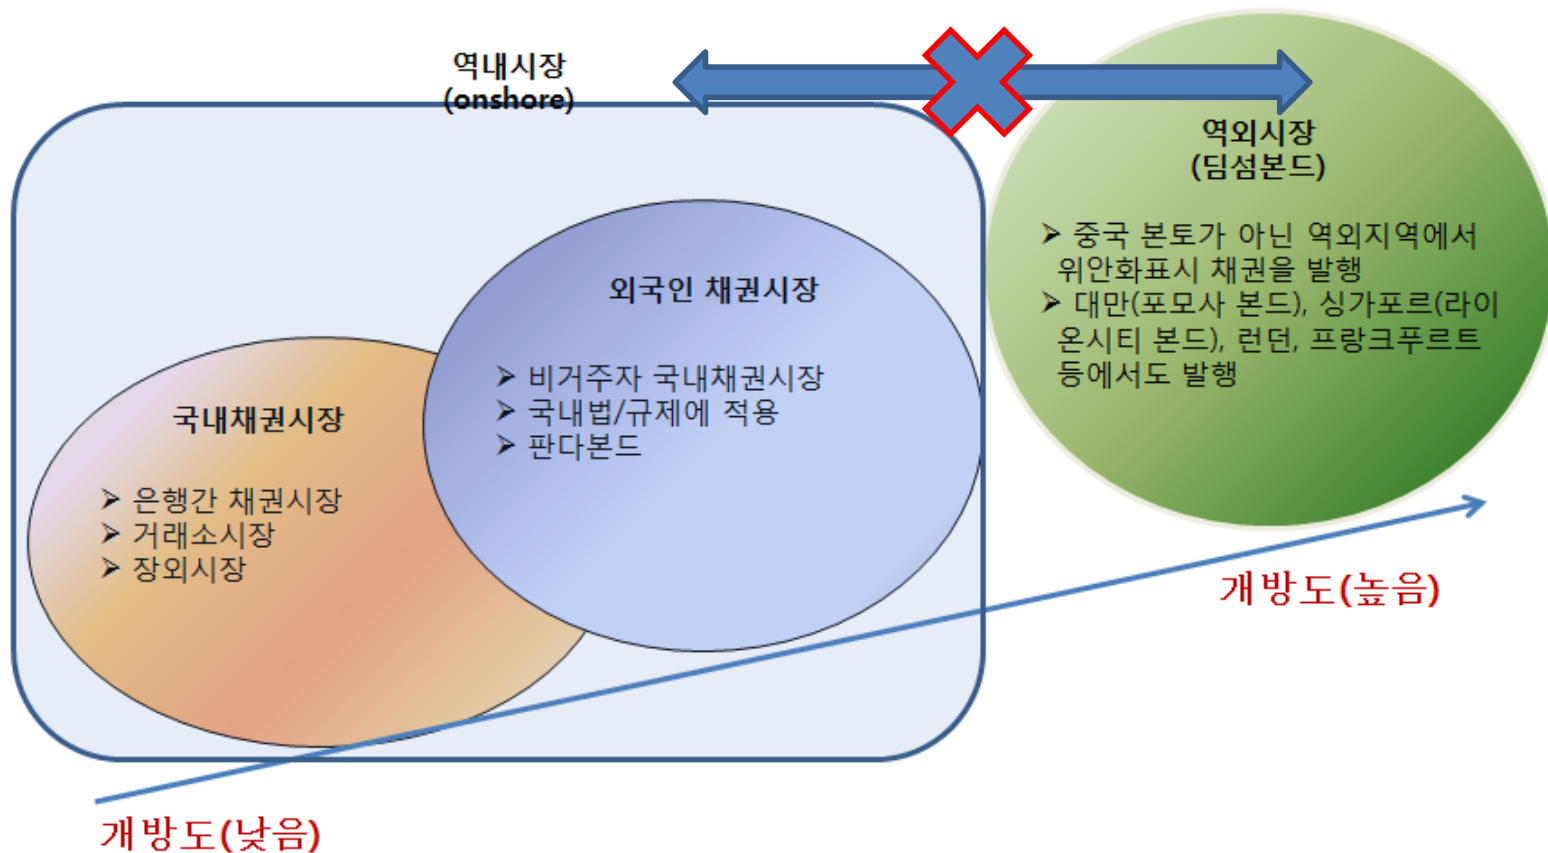 역내시장
(onshore)
역외시장
(딤섬본드)
➢ 중국 본토가 아닌 역외지역에서
위안화표시 채권을 발행
➢ 대만(포모사 본드), 싱가포르(라이
온시티 본드), 런던, 프랑크푸르트
등에서도 발행
외국인 채권시장
➢ 비거주자 국내채권시장
➢ 국내법/규제에 적용
➢ 판다본드
국내채권시장
➢ 은행간 채권시장
➢ 거래소시장
➢ 장외시장
개방도(높음)
개방도(낮음)